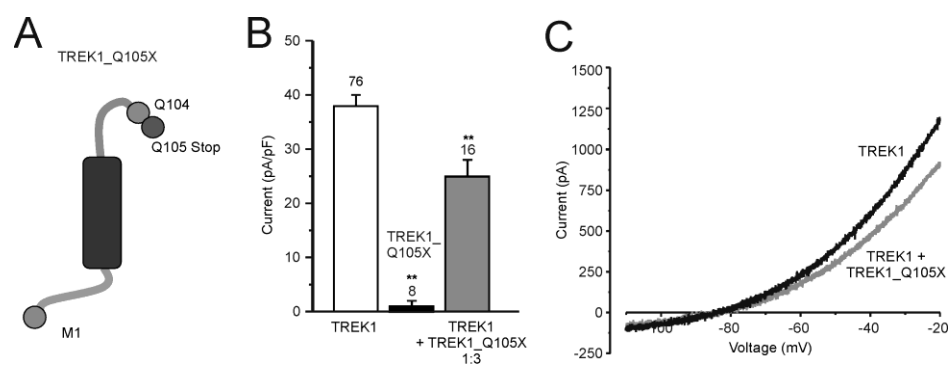 A
TREK1_Q105X
Q104
Q105 Stop
M1
B
Current (pA/pF)
50
40
30
20
10
0
76
TREK1_
Q105X
**
8
**
16
TREK1
TREK1
+ TREK1_Q105X
1:3
C
Current (pA)
1500
1250
1000
750
500
250
0
-250
TREK1
TREK1 +
TREK1_Q105X
-100
-80
-60
-40
-20
Voltage (mV)